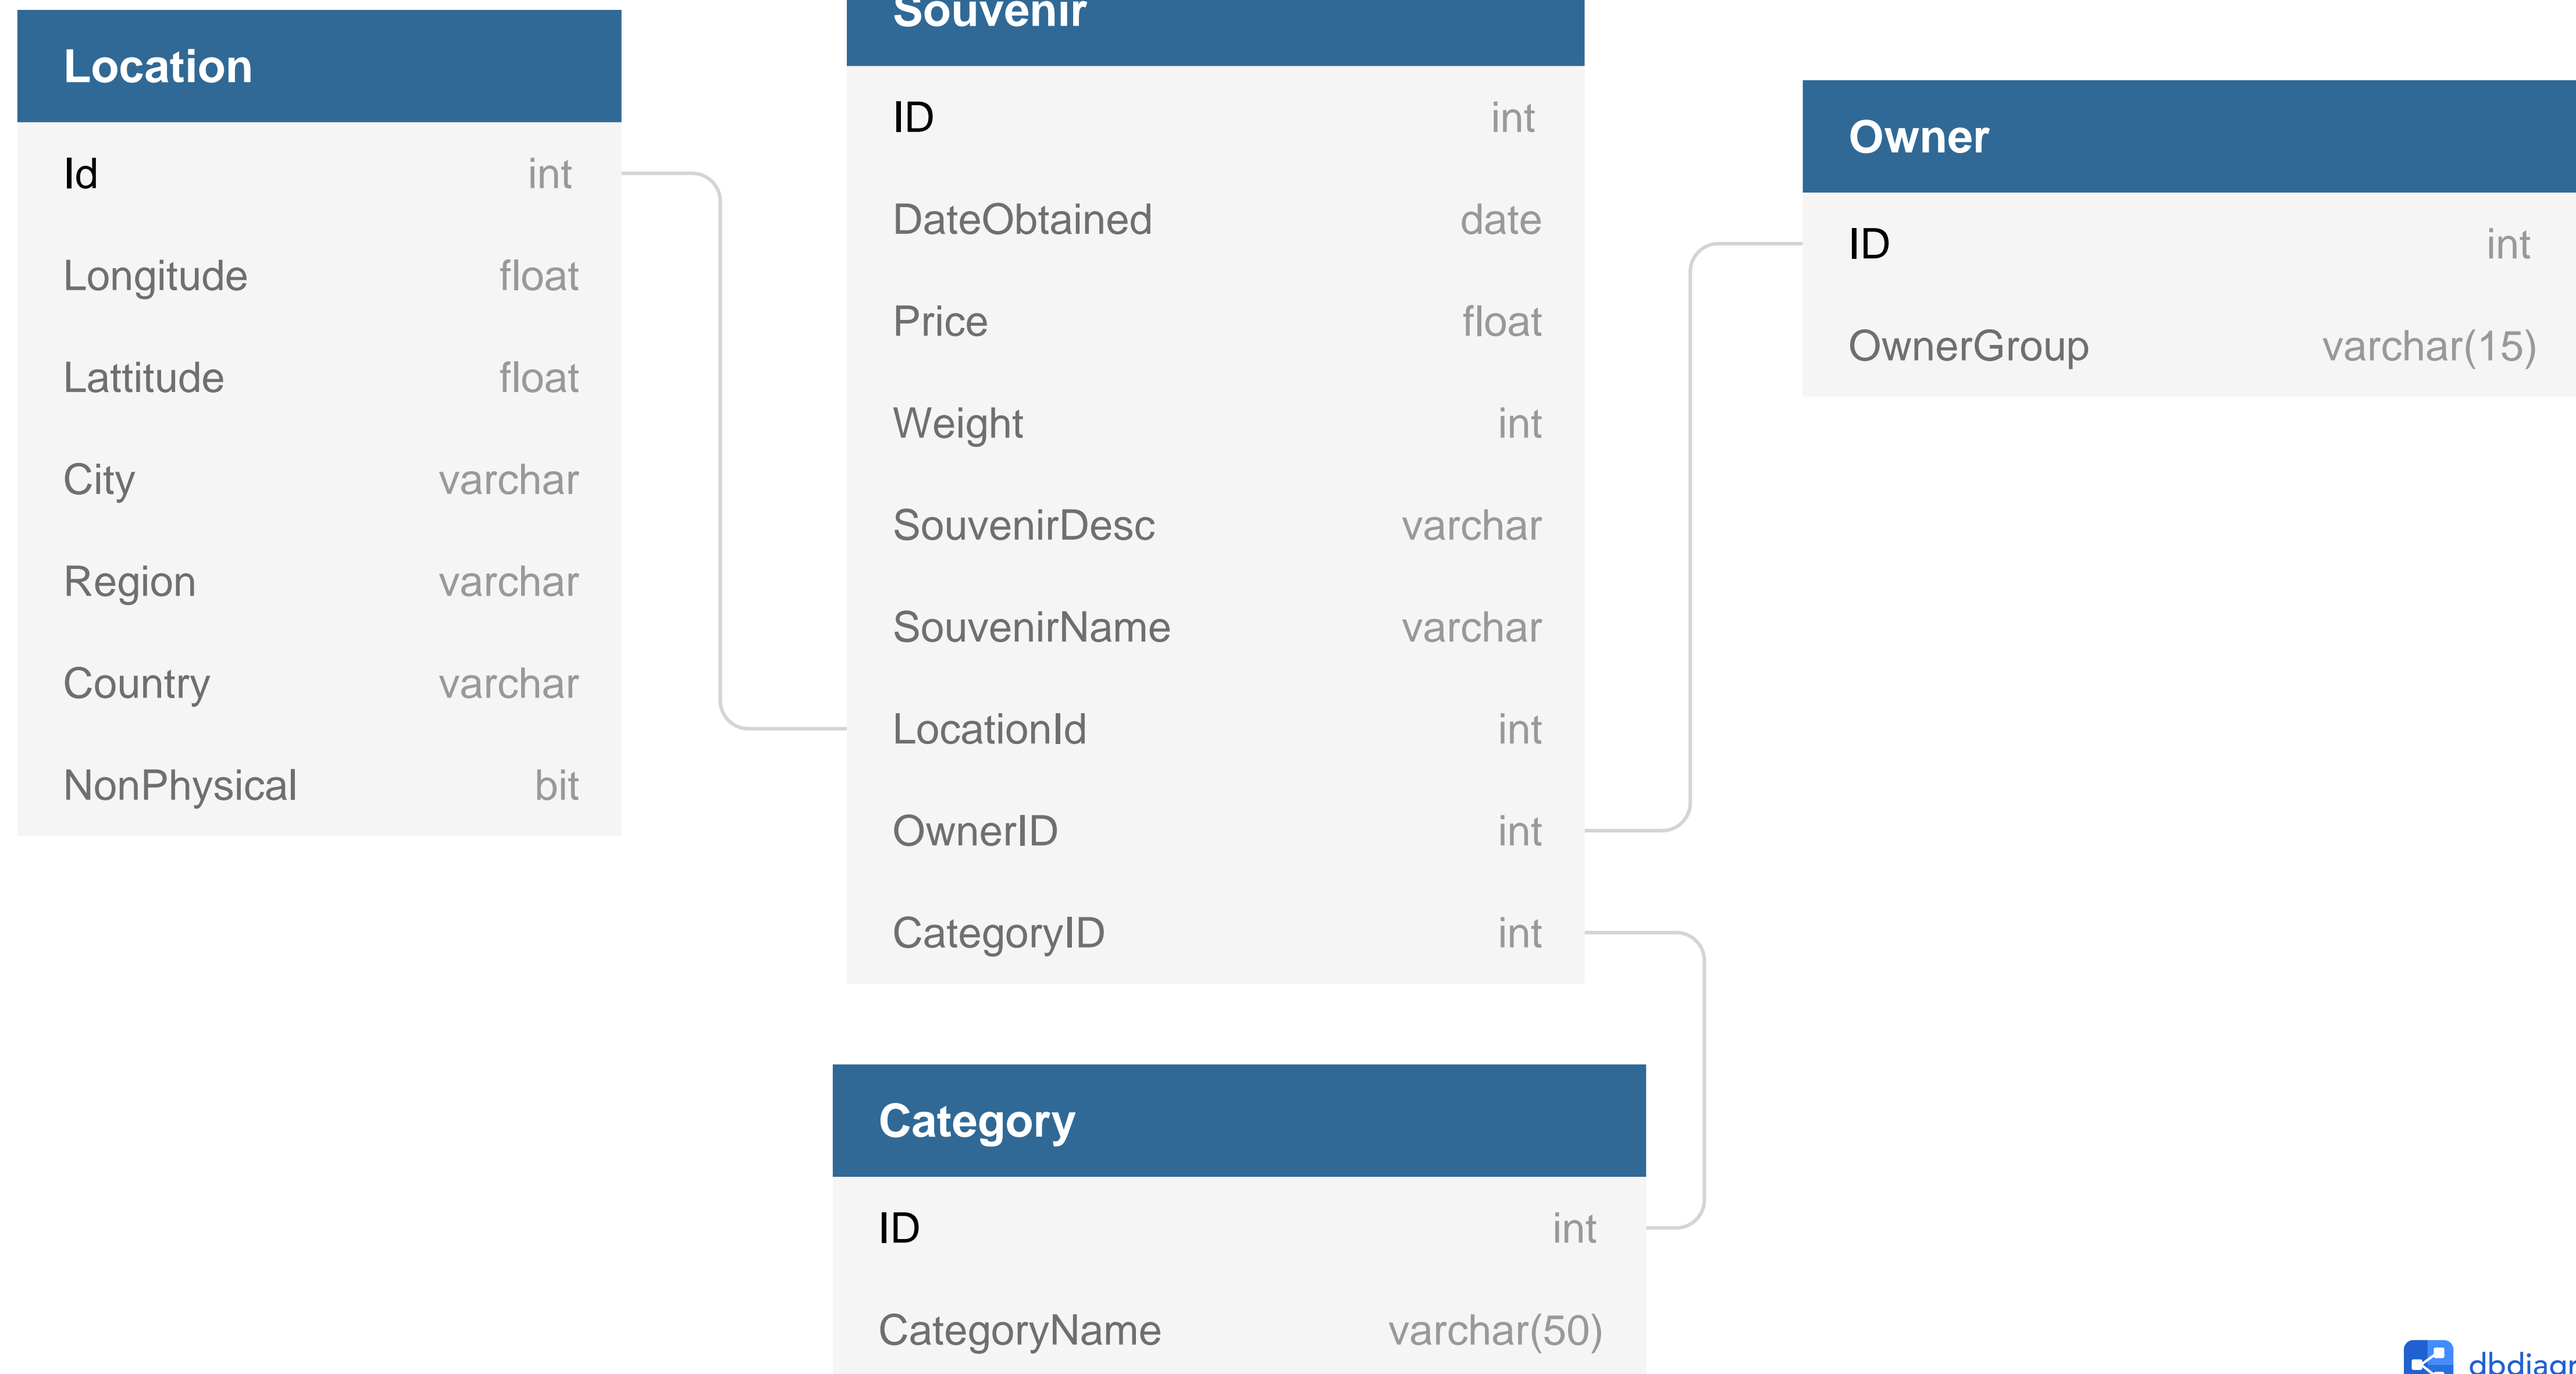 Location
Id int
Longitude float
Lattitude float
City varchar
Region varchar
Country varchar
NonPhysical bit
Souvenir
ID int
DateObtained date
Price float
Weight int
SouvenirDesc varchar
SouvenirName varchar
LocationId int
OwnerID int
CategoryID int
Owner
ID int
OwnerGroup varchar(15)
Category
ID int
CategoryName varchar(50)
dbdiagr